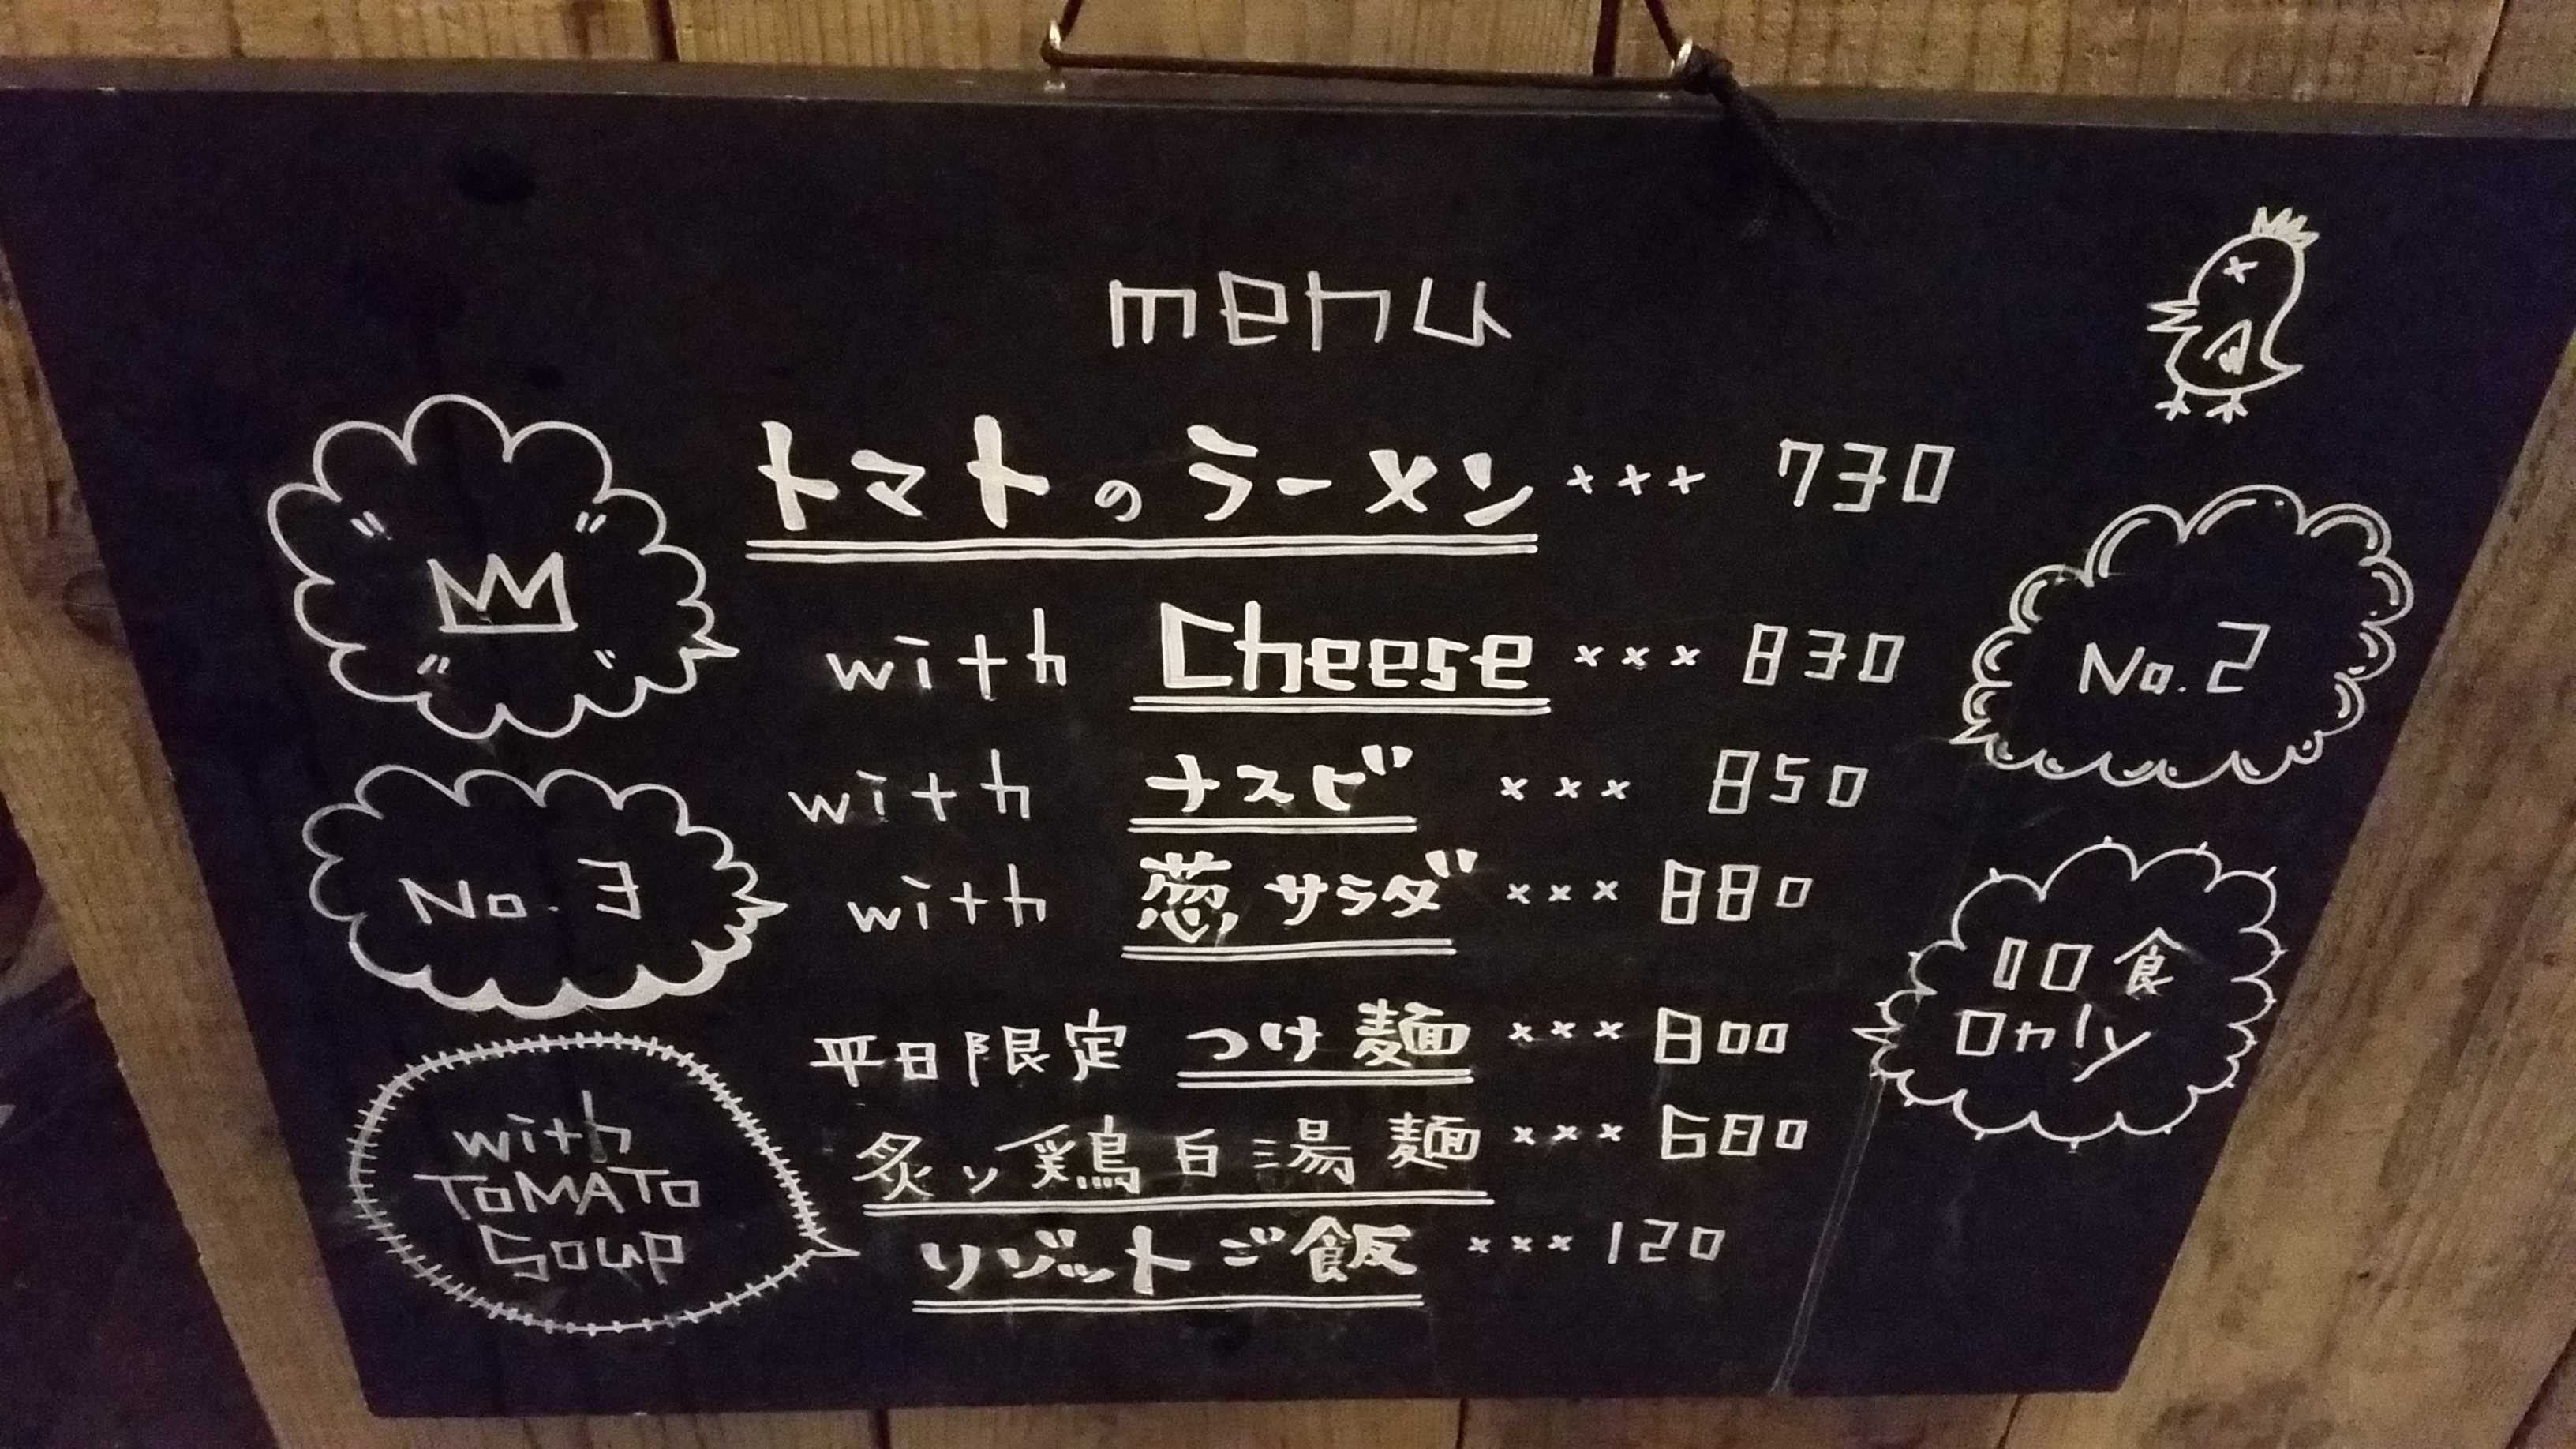 menu
トマトのラーメン××× 730
with Cheese ××× 830
No.2
with ナスビ ××× 850
No.3
with 葱サラダ ××× 880
平日限定 つけ麺 ××× 800
食
Only
炙り鶏白湯麺 ××× 680
with
TOMATO
Soup
リゾットご飯 ××× 120